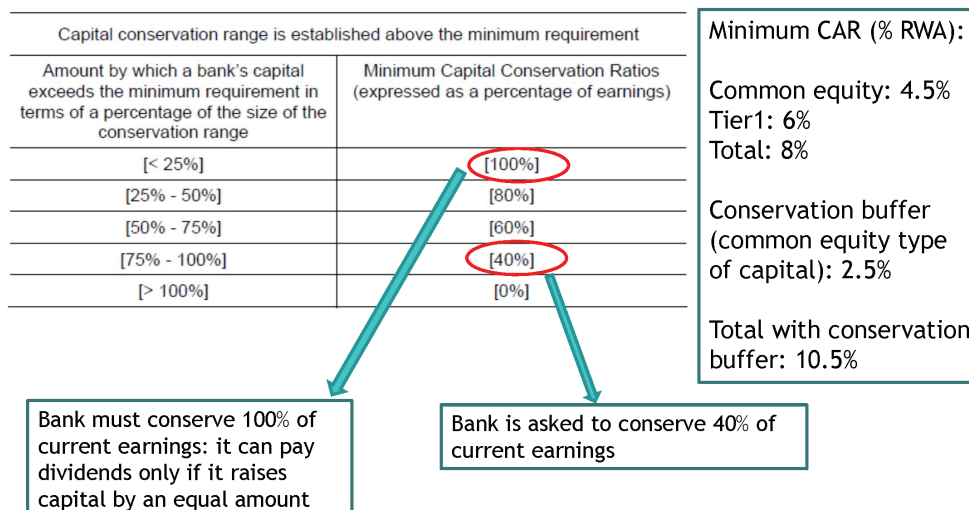 Capital conservation range is established above the minimum requirement
Amount by which a bank's capital
exceeds the minimum requirement in
terms of a percentage of the size of the
conservation range
Minimum Capital Conservation Ratios
(expressed as a percentage of earnings)
[< 25%] [100%]
[25% - 50%] [80%]
[50% - 75%] [60%]
[75% - 100%] [40%]
[> 100%] [0%]
Minimum CAR (% RWA):
Common equity: 4.5%
Tier1: 6%
Total: 8%
Conservation buffer
(common equity type
of capital): 2.5%
Total with conservation
buffer: 10.5%
Bank must conserve 100% of
current earnings: it can pay
dividends only if it raises
capital by an equal amount
Bank is asked to conserve 40% of
current earnings